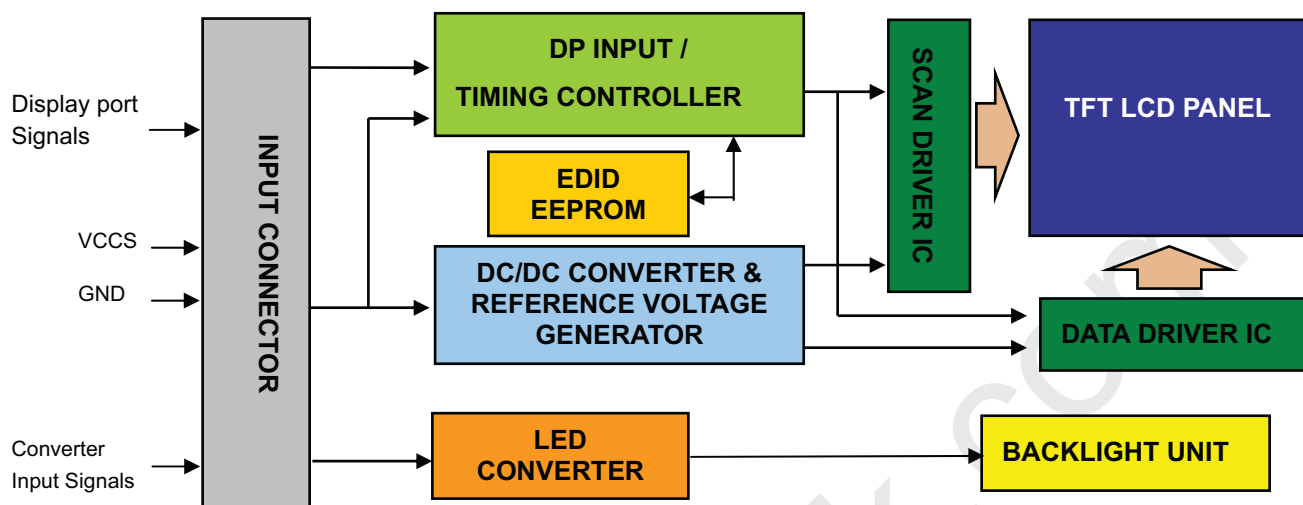 Display port
Signals
VCCS
GND
Converter
Input Signals
INPUT CONNECTOR
DP INPUT /
TIMING CONTROLLER
EDID
EEPROM
DC/DC CONVERTER &
REFERENCE VOLTAGE
GENERATOR
LED
CONVERTER
SCAN DRIVER IC
TFT LCD PANEL
DATA DRIVER IC
BACKLIGHT UNIT